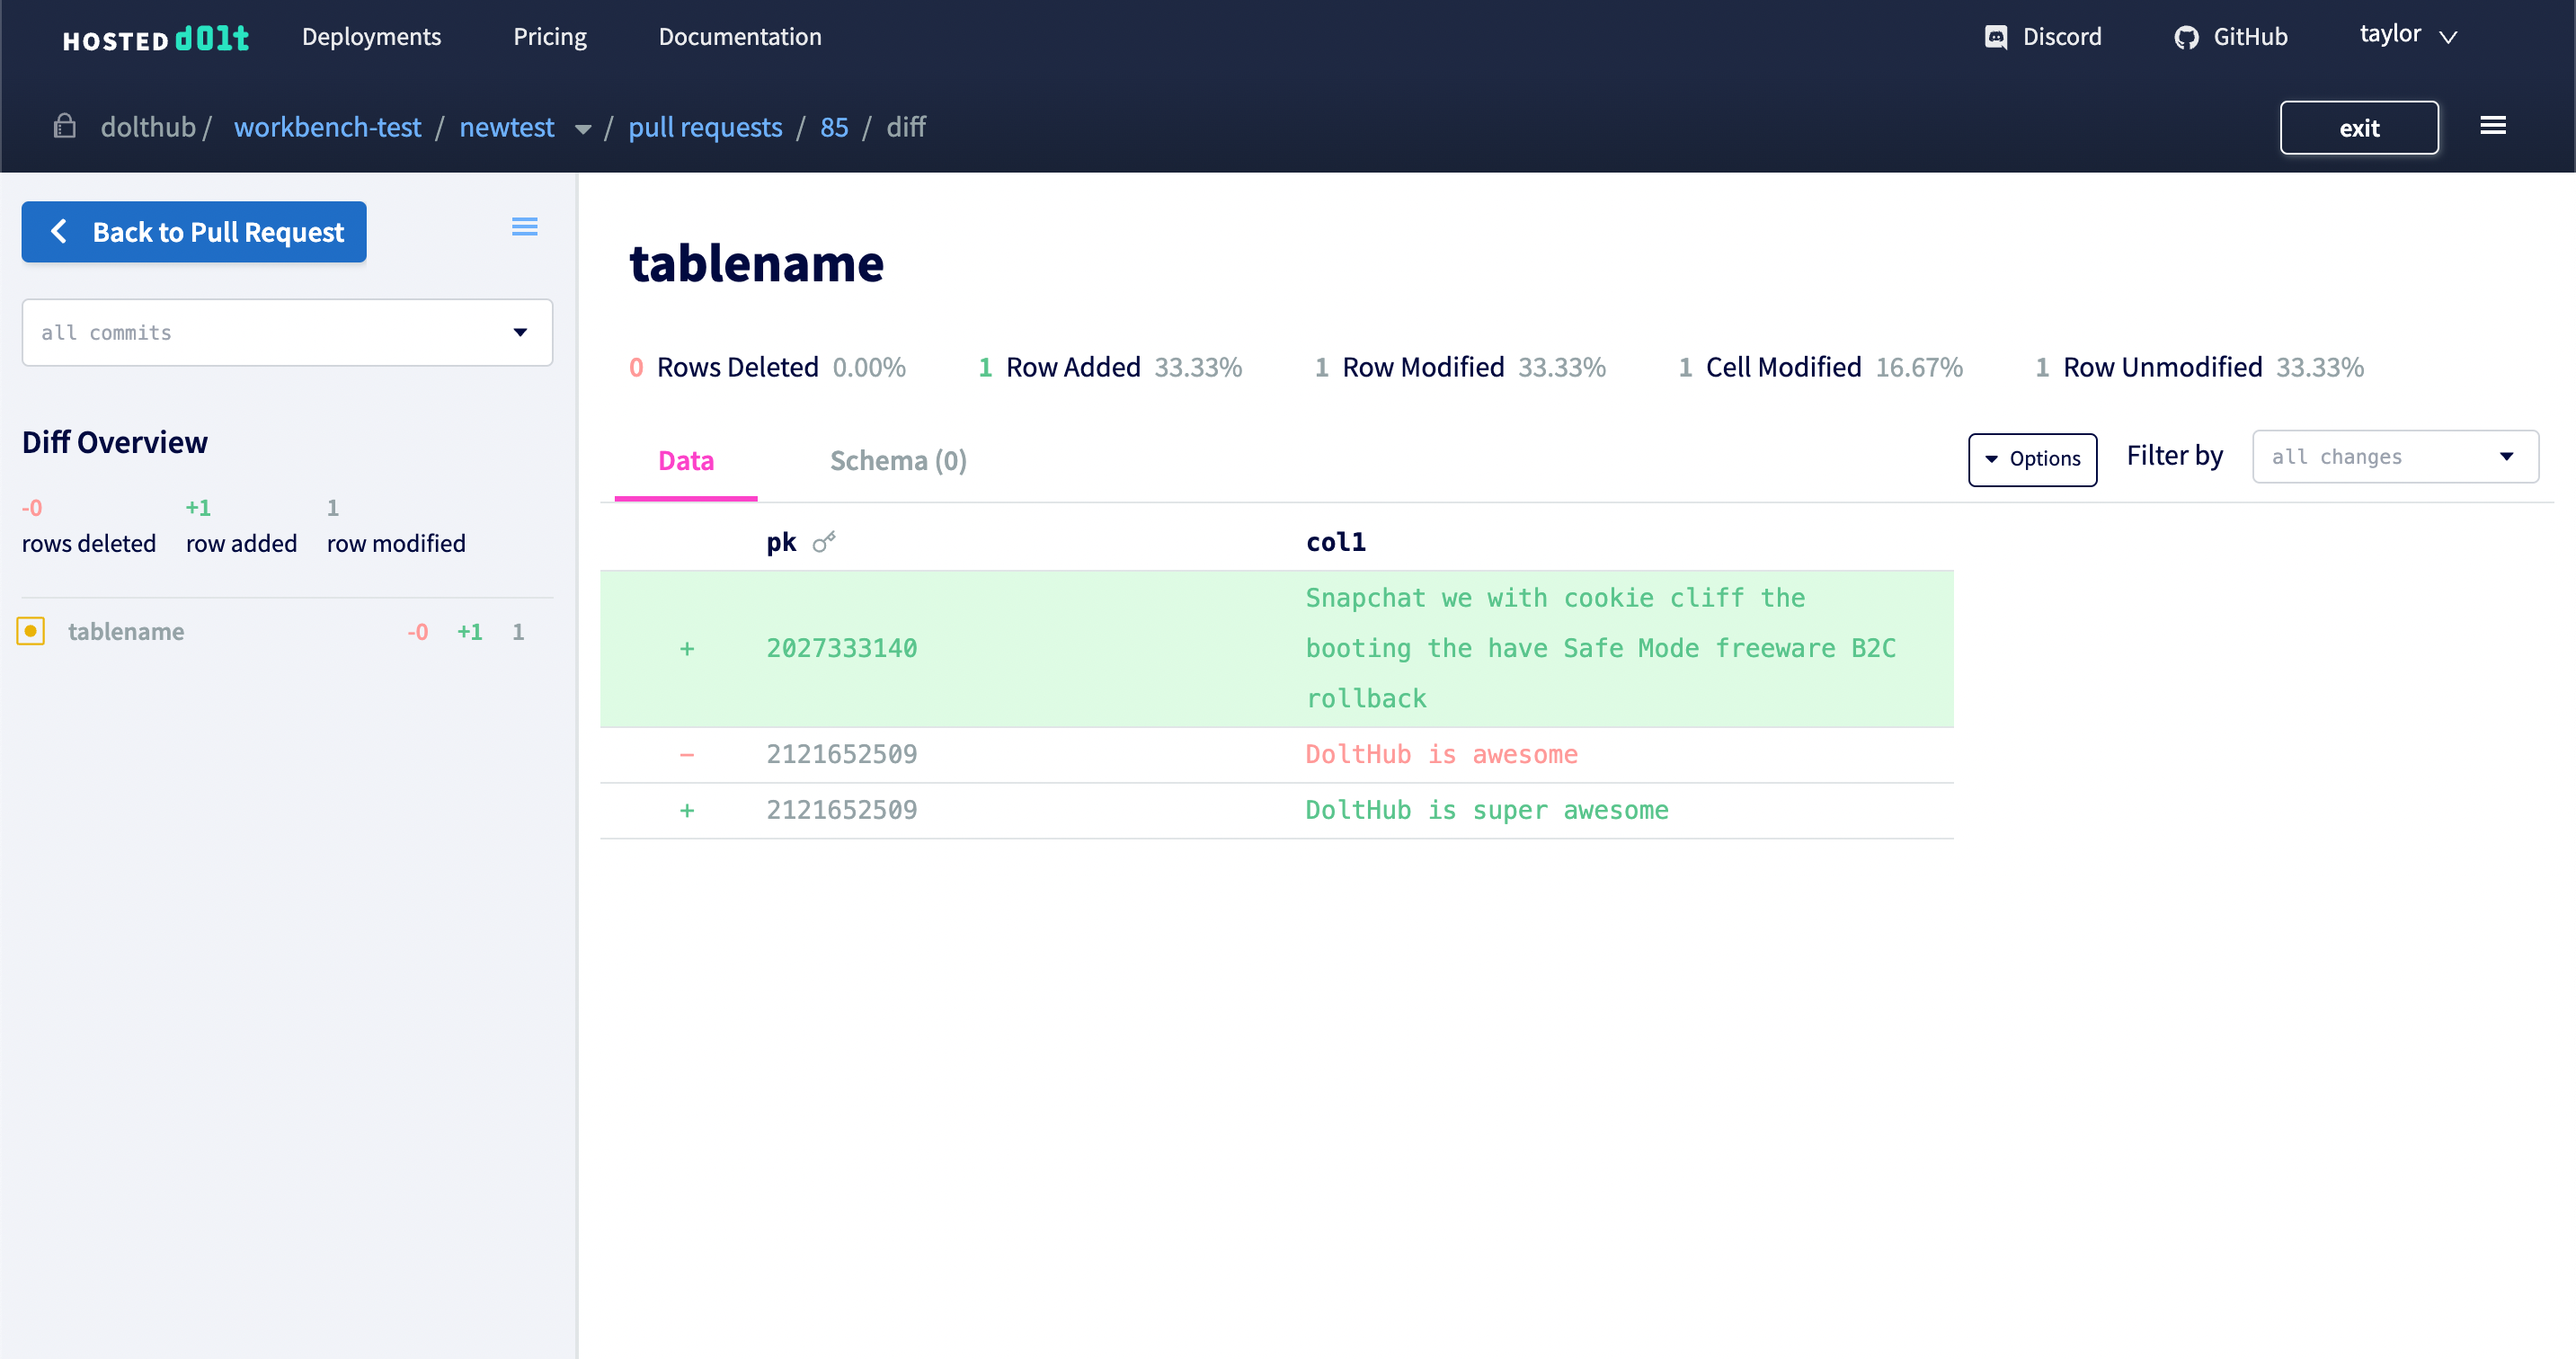 HOSTED dolt Deployments Pricing Documentation Discord GitHub taylor
dolthub / workbench-test / newtest / pull requests / 85 / diff exit
Back to Pull Request
all commits
Diff Overview
-0 +1 1
rows deleted row added row modified
tablename -0 +1 1
tablename
0 Rows Deleted 0.00% 1 Row Added 33.33% 1 Row Modified 33.33% 1 Cell Modified 16.67% 1 Row Unmodified 33.33%
Data Schema (0) Options Filter by all changes
pk col1
Snapchat we with cookie cliff the
+ 2027333140 booting the have Safe Mode freeware B2C
rollback
- 2121652509 DoltHub is awesome
+ 2121652509 DoltHub is super awesome